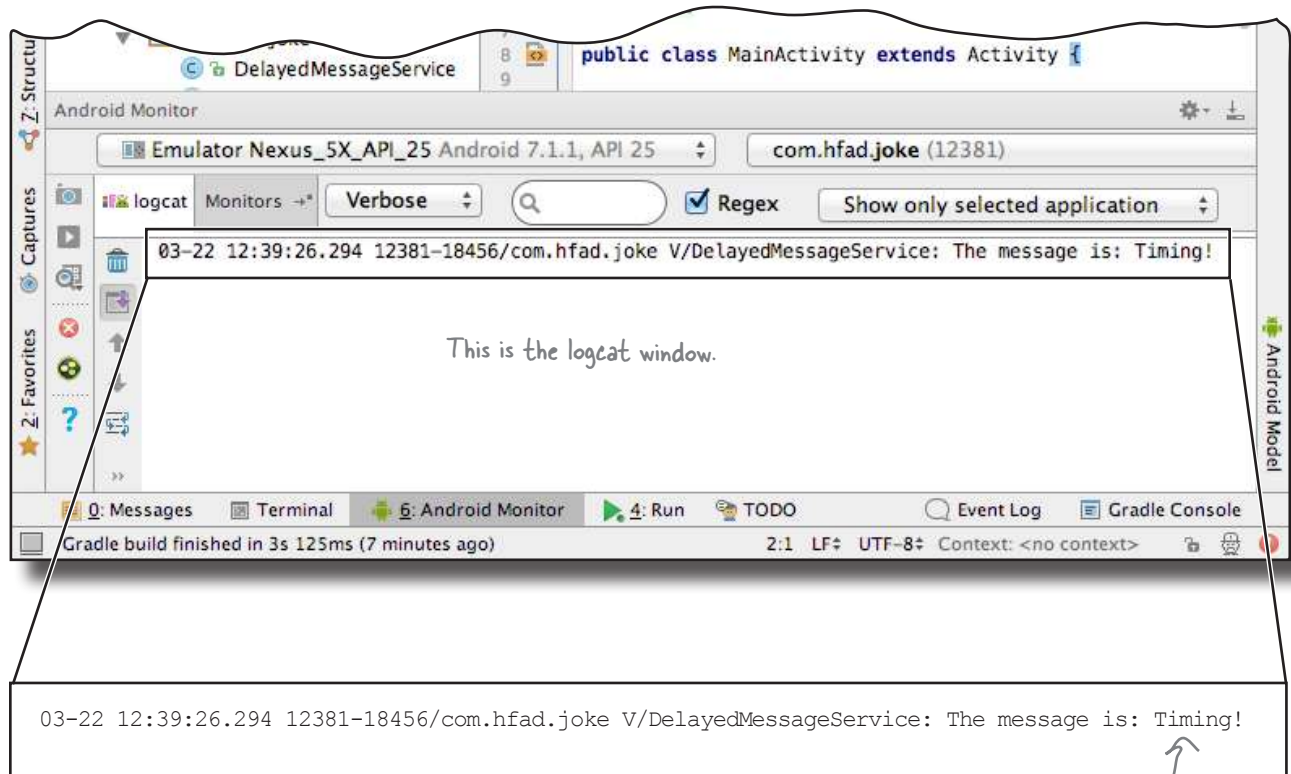 Z: Structu
DelayedMessageService
8
public class MainActivity extends Activity {
9
Android Monitor
Emulator Nexus_5X_API_25 Android 7.1.1, API 25
com.hfad.joke (12381)
Captures
logcat
Monitors
Verbose
Regex
Show only selected application
03-22 12:39:26.294 12381-18456/com.hfad.joke V/DelayedMessageService: The message is: Timing!
This is the logcat window.
2: Favorites
?
>>
Android Model
0: Messages
Terminal
6: Android Monitor
4: Run
TODO
Event Log
Gradle Console
Gradle build finished in 3s 125ms (7 minutes ago)
2:1
LF
UTF-8
Context: <no context>
03-22 12:39:26.294 12381-18456/com.hfad.joke V/DelayedMessageService: The message is: Timing!